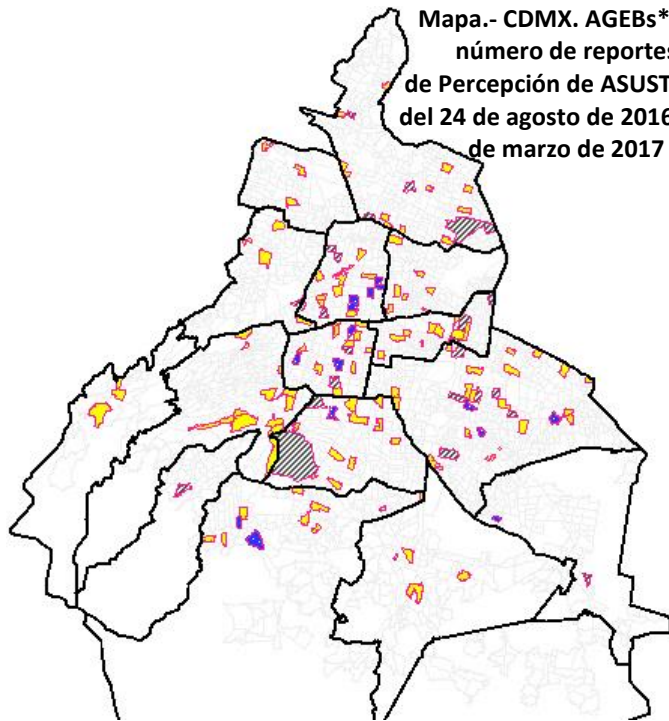 Mapa.- CDMX. AGEBs*
número de reportes
de Percepción de ASUST
del 24 de agosto de 2016
de marzo de 2017